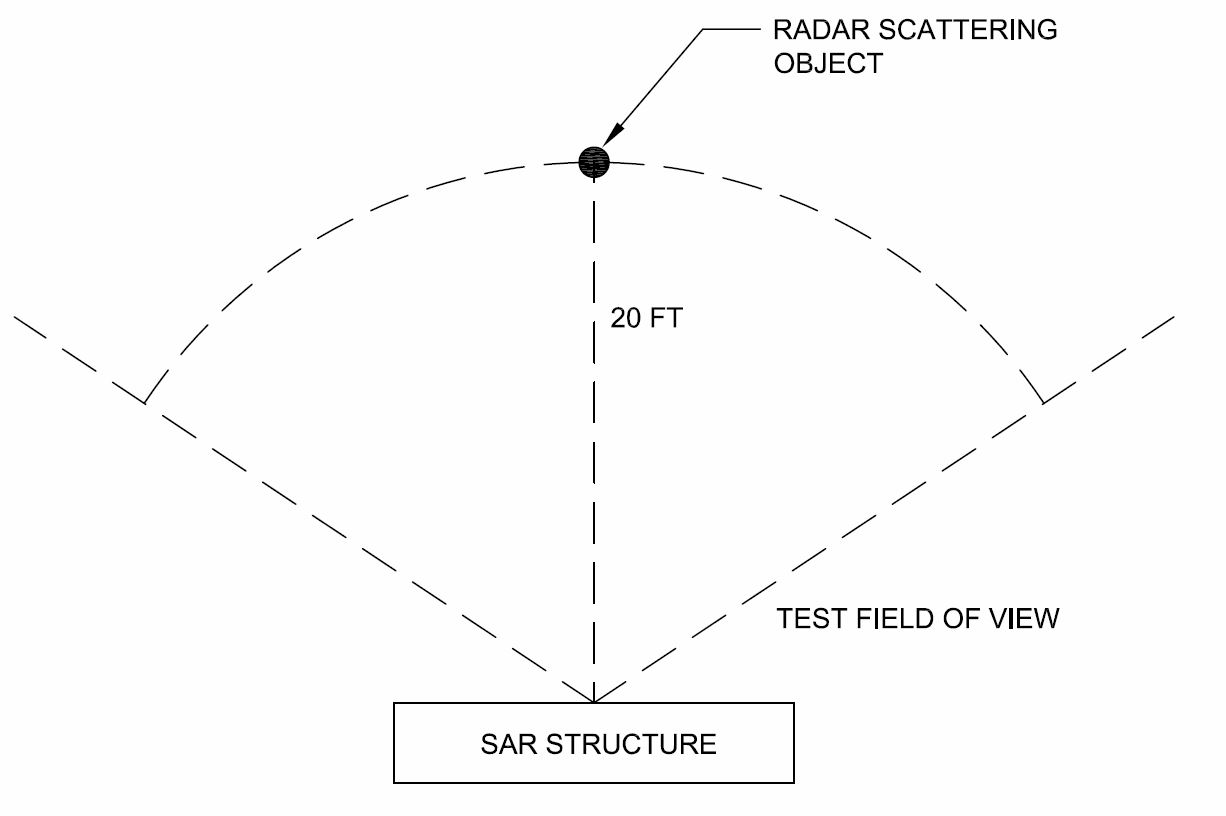 RADAR SCATTERING
OBJECT
20 FT
TEST FIELD OF VIEW
SAR STRUCTURE